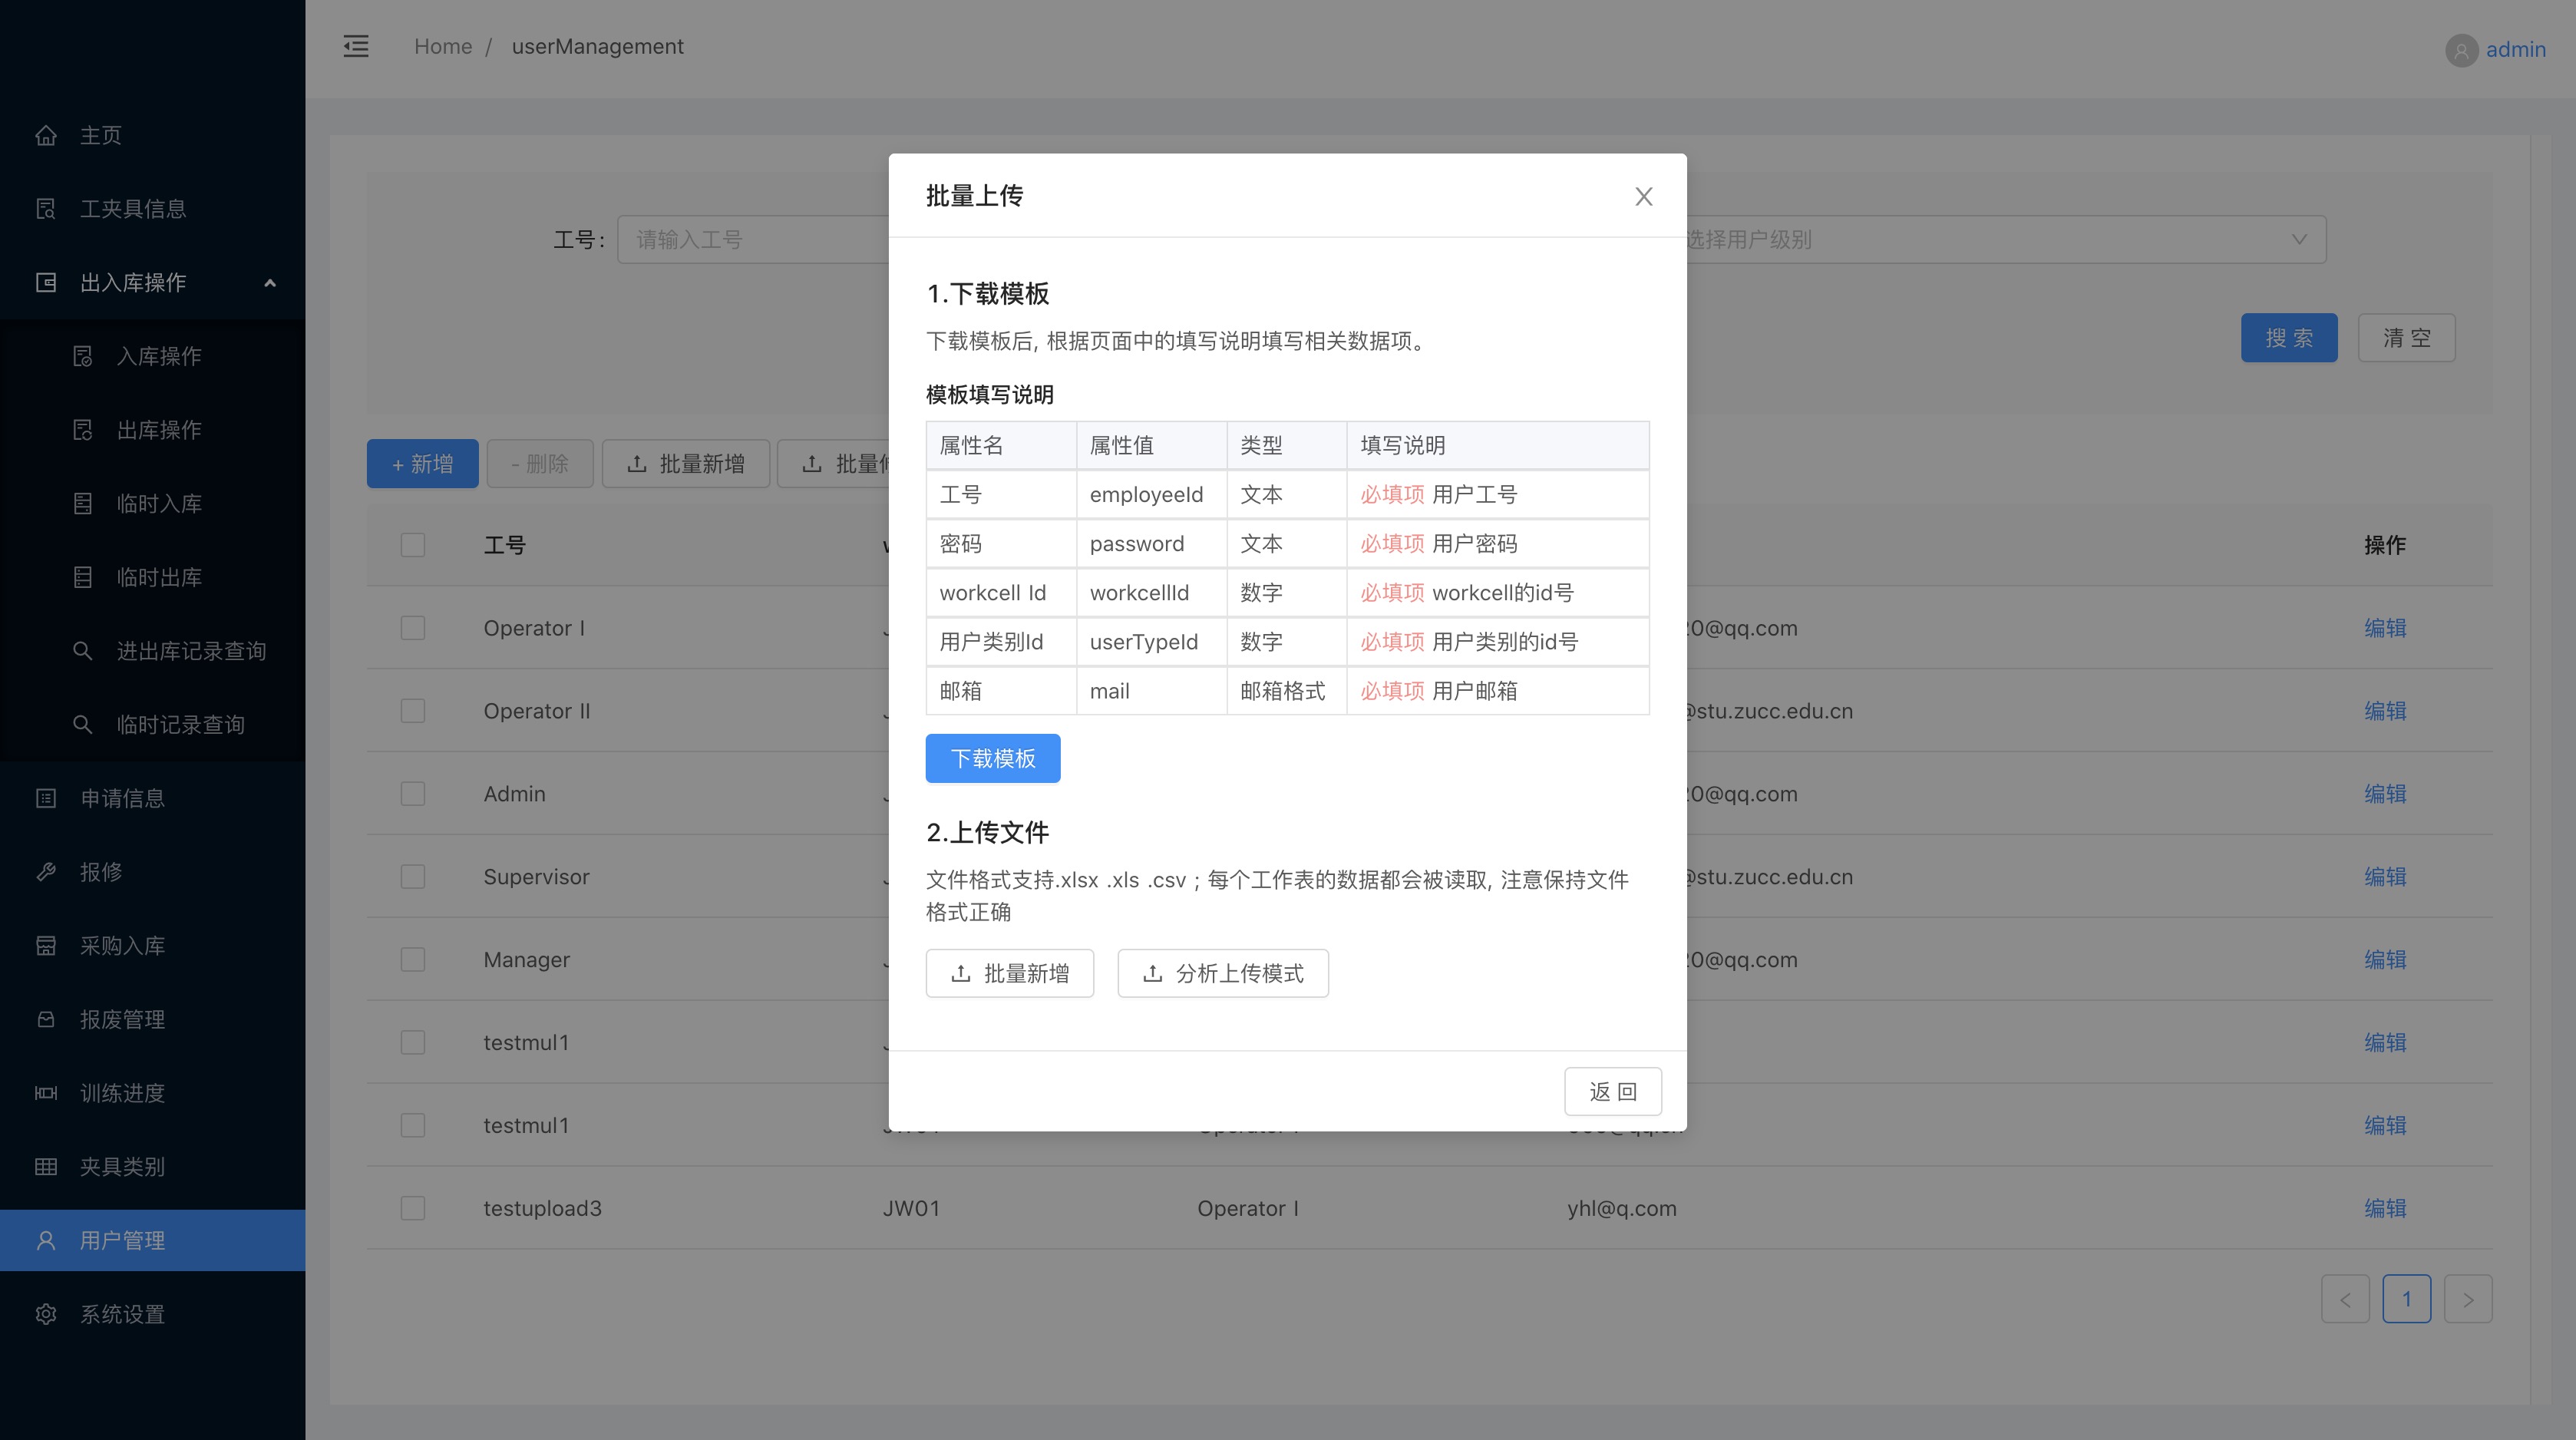 Home / userManagement
admin
主页
工夹具信息
出入库操作
入库操作
出库操作
临时入库
临时出库
进出库记录查询
临时记录查询
申请信息
报修
采购入库
报废管理
训练进度
夹具类别
用户管理
系统设置
工号: 请输入工号
选择用户级别
搜 索 清 空
+ 新增 - 删除 批量新增 批量
工号 操作
Operator I 20@qq.com 编辑
Operator II @stu.zucc.edu.cn 编辑
Admin 20@qq.com 编辑
Supervisor @stu.zucc.edu.cn 编辑
Manager 20@qq.com 编辑
testmul1 编辑
testmul1 编辑
testupload3 JW01 Operator I yhl@q.com 编辑
< 1 >
批量上传
1.下载模板
下载模板后, 根据页面中的填写说明填写相关数据项。
模板填写说明
属性名 属性值 类型 填写说明
工号 employeeId 文本 必填项 用户工号
密码 password 文本 必填项 用户密码
workcell Id workcellId 数字 必填项 workcell的id号
用户类别Id userTypeId 数字 必填项 用户类别的id号
邮箱 mail 邮箱格式 必填项 用户邮箱
下载模板
2.上传文件
文件格式支持.xlsx .xls .csv ; 每个工作表的数据都会被读取, 注意保持文件
格式正确
批量新增 分析上传模式
返 回